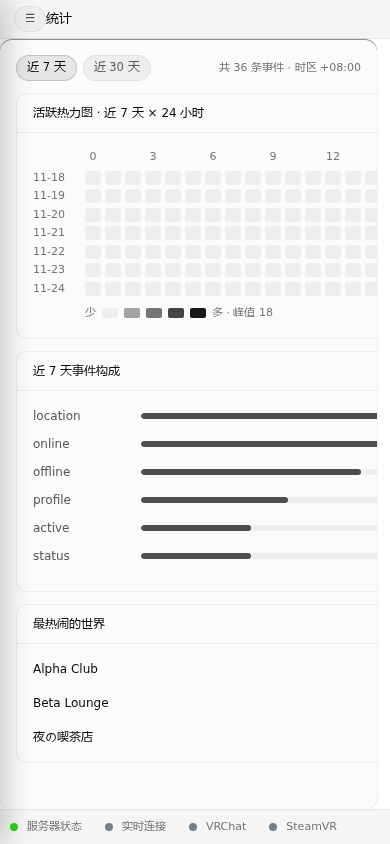 ☰ 统计
近 7 天 近 30 天 共 36 条事件 · 时区 +08:00
活跃热力图 · 近 7 天 × 24 小时
0 3 6 9 12
11-18
11-19
11-20
11-21
11-22
11-23
11-24
少 多 · 峰值 18
近 7 天事件构成
location
online
offline
profile
active
status
最热闹的世界
Alpha Club
Beta Lounge
夜の喫茶店
服务器状态 实时连接 VRChat SteamVR